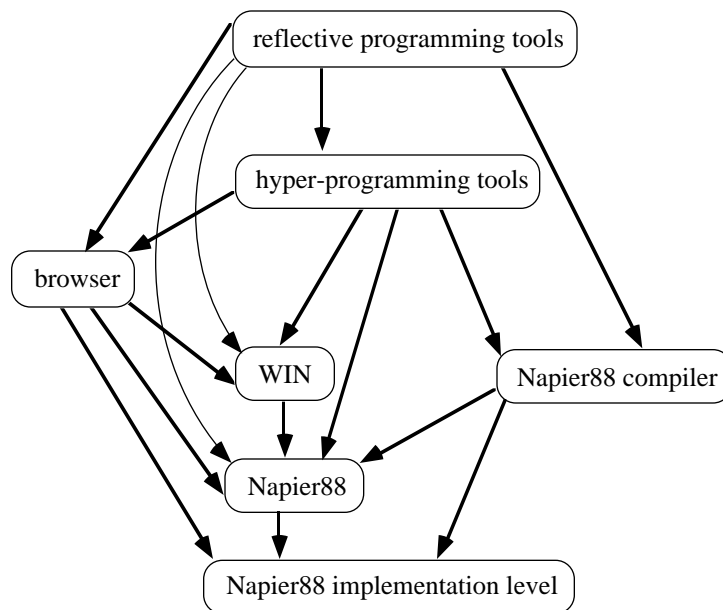 reflective programming tools
hyper-programming tools
browser
WIN
Napier88 compiler
Napier88
Napier88 implementation level